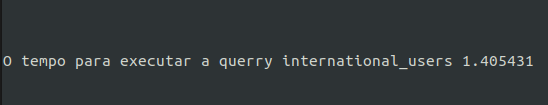 O tempo para executar a querry international_users 1.405431